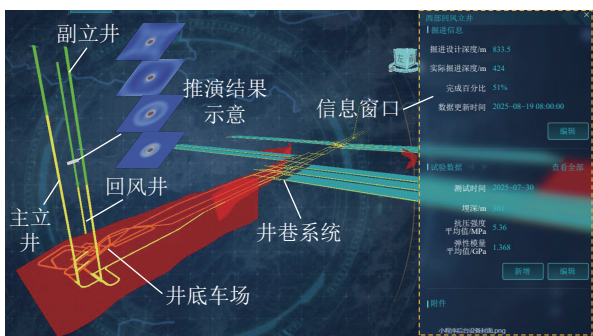 副立井
推演结果
示意
信息窗口
主立
井
回风井
井巷系统
井底车场
西部回风立井
掘进信息
掘进设计深度/m 833.5
实际掘进深度/m 424
完成百分比 51%
数据更新时间 2025-08-19 08:00:00
编辑
试验数据 查看全部
测试时间 2025-07-30
埋深/m
抗压强度
平均值/MPa 5.36
弹性模量
平均值/GPa 1.368
新增 编辑
附件